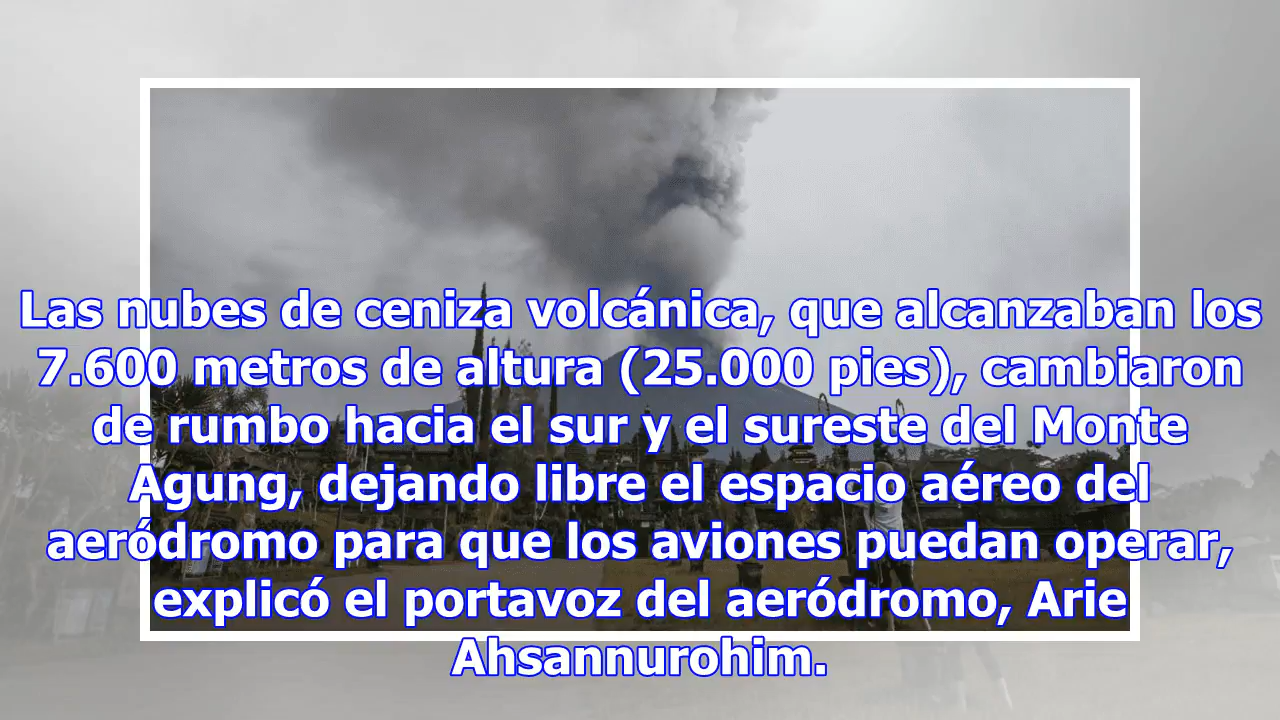 Las nubes de ceniza volcánica, que alcanzaban los
7.600 metros de altura (25.000 pies), cambiaron
de rumbo hacia el sur y el sureste del Monte
Agung, dejando libre el espacio aéreo del
aeródromo para que los aviones puedan operar,
explicó el portavoz del aeródromo, Arie
Ahsannurohim.